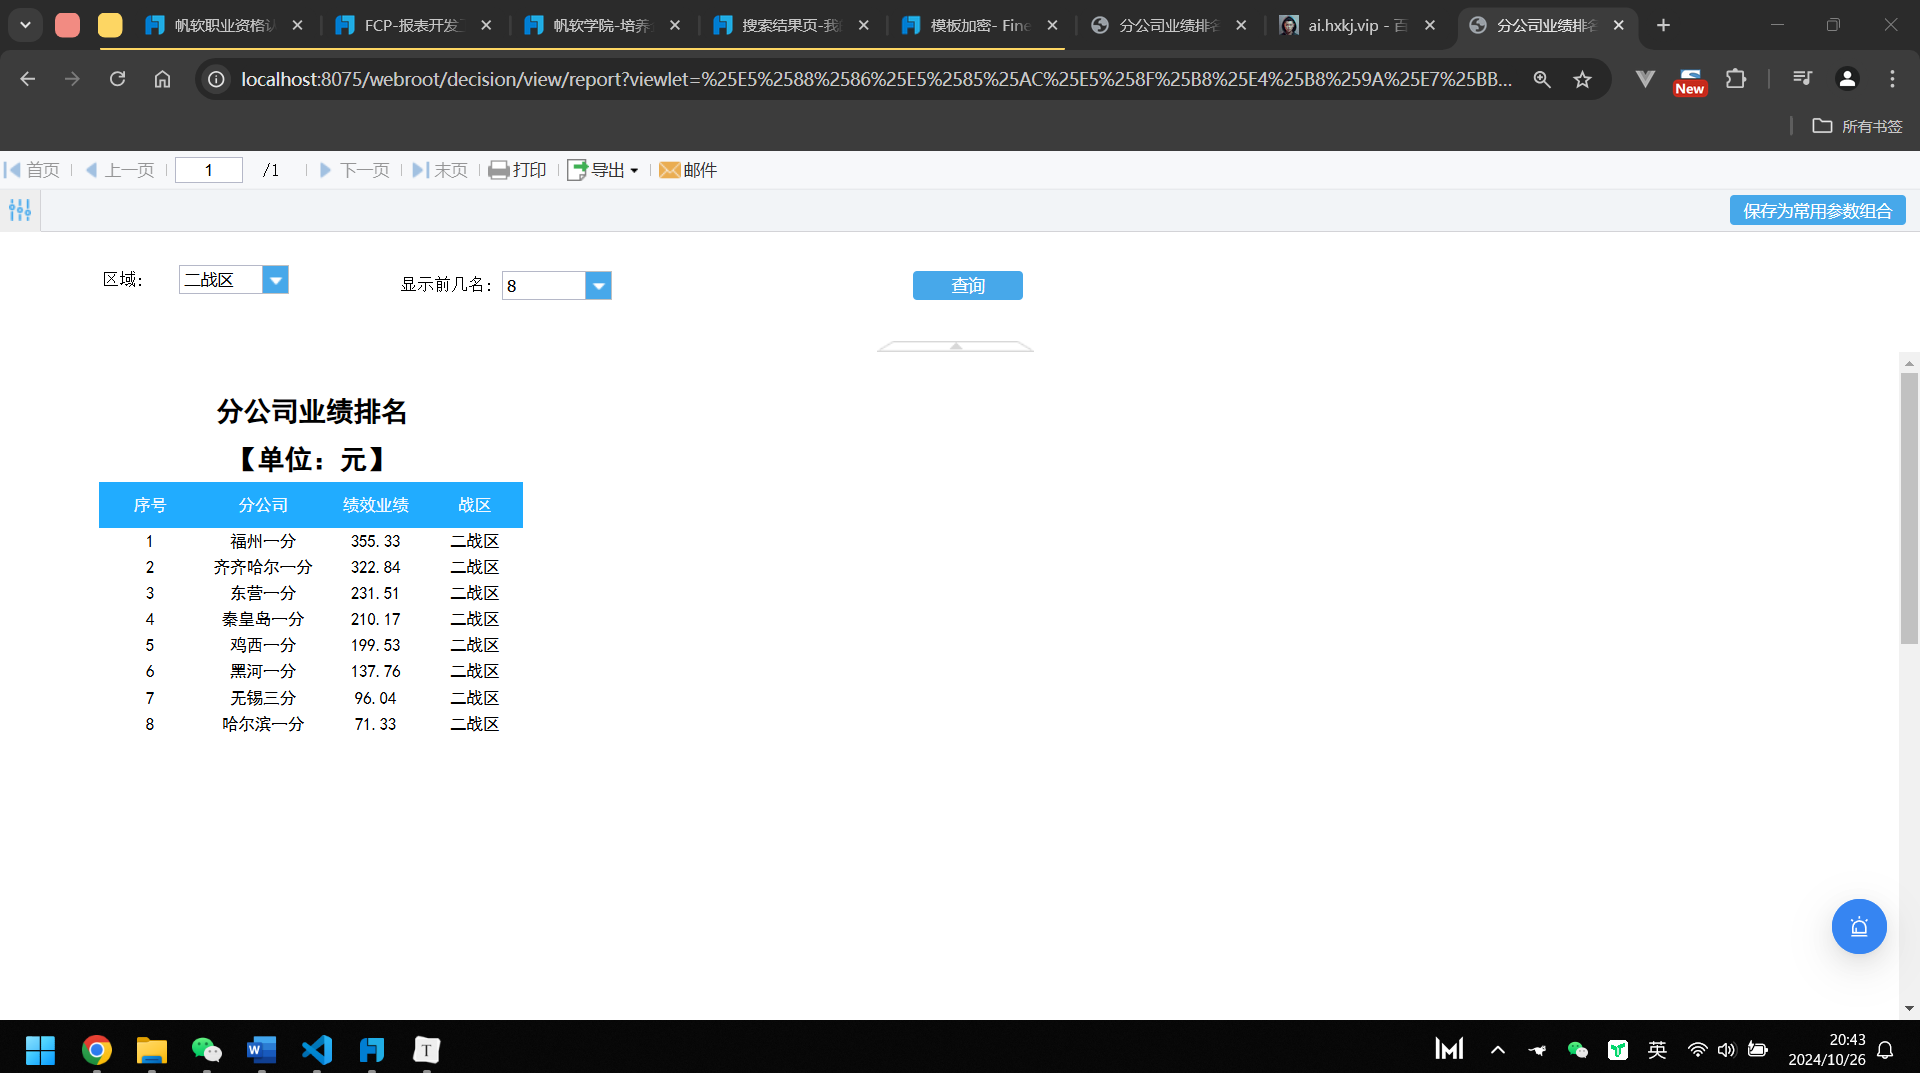 帆软职业资格认
FCP-报表开发工
帆软学院-培养
搜索结果页-我的
模板加密- Fine
分公司业绩排名
ai.hxkj.vip - 百
分公司业绩排名
localhost:8075/webroot/decision/view/report?viewlet=%25E5%2588%2586%25E5%2585%25AC%25E5%258F%25B8%25E4%25B8%259A%25E7%25BB...
New
所有书签
首页
上一页
1
/1
下一页
末页
打印
导出
邮件
保存为常用参数组合
区域：
二战区
显示前几名：
8
查询
分公司业绩排名
【单位：元】
序号 分公司 绩效业绩 战区
1 福州一分 355.33 二战区
2 齐齐哈尔一分 322.84 二战区
3 东营一分 231.51 二战区
4 秦皇岛一分 210.17 二战区
5 鸡西一分 199.53 二战区
6 黑河一分 137.76 二战区
7 无锡三分 96.04 二战区
8 哈尔滨一分 71.33 二战区
英
20:43
2024/10/26